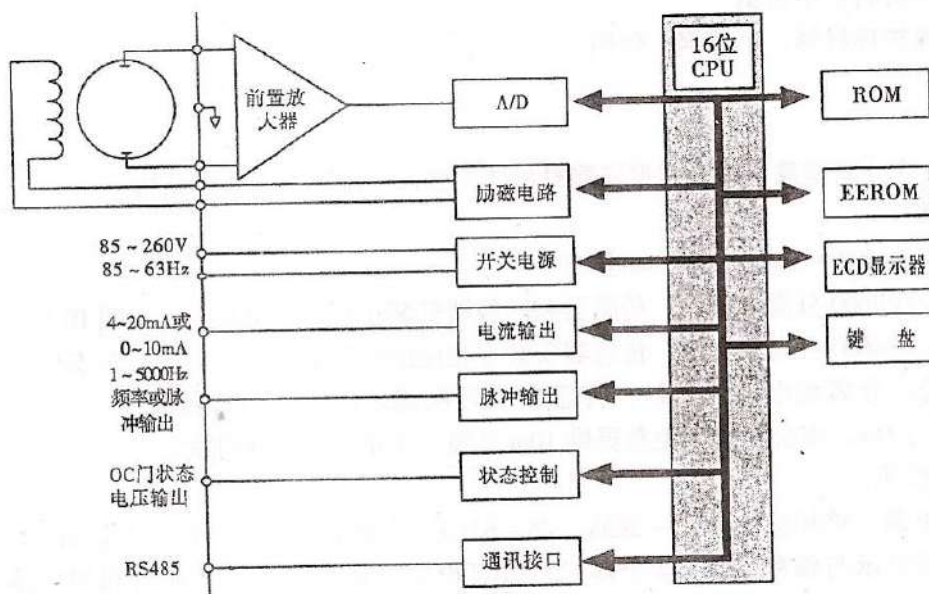 16位
CPU
前置放
大器
A/D
ROM
励磁电路
EEROM
85~260V
85~63Hz
开关电源
ECD显示器
4~20mA或
0~10mA
电流输出
键 盘
1~5000Hz
频率或脉
冲输出
脉冲输出
OC门状态
电压输出
状态控制
RS485
通讯接口